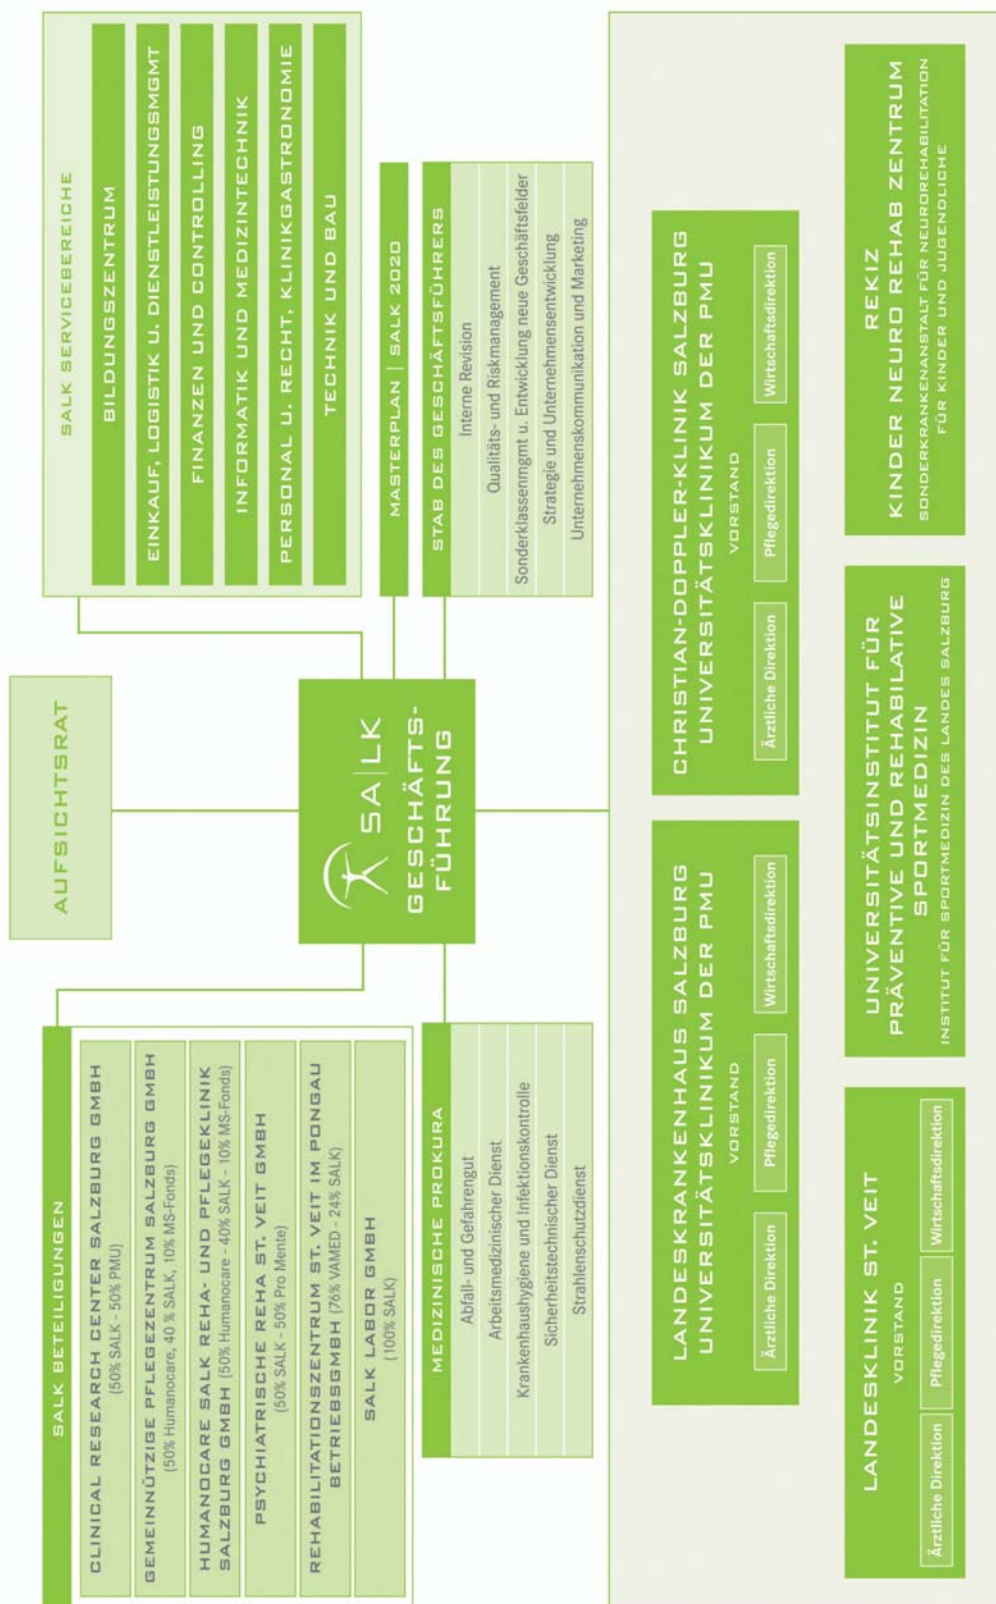 AUFSICHTSRAT
SALK BETEILIGUNGEN
CLINICAL RESEARCH CENTER SALZBURG GMBH
(50% SALK - 50% PMU)
GEMEINNÜTZIGE PFLEGEZENTRUM SALZBURG GMBH
(50% Humanocare, 40 % SALK, 10% MS-Fonds)
HUMANOCARE SALK REHA- UND PFLEGEKLINIK
SALZBURG GMBH (50% Humanocare - 40% SALK - 10% MS-Fonds)
PSYCHIATRISCHE REHA ST. VEIT GMBH
(50% SALK - 50% Pro Mente)
REHABILITATIONSZENTRUM ST. VEIT IM PONGAU
BETRIEBSGMBH (76% VAMED - 24% SALK)
SALK LABOR GMBH
(100% SALK)
SA|LK
GESCHÄFTS-
FÜHRUNG
SALK SERVICEBEREICHE
BILDUNGSZENTRUM
EINKAUF, LOGISTIK U. DIENSTLEISTUNGSMGMT
FINANZEN UND CONTROLLING
INFORMATIK UND MEDIZINTECHNIK
PERSONAL U. RECHT, KLINIKGASTRONOMIE
TECHNIK UND BAU
MASTERPLAN | SALK 2020
MEDIZINISCHE PROKURA
Abfall- und Gefahrengut
Arbeitsmedizinischer Dienst
Krankenhaushygiene und Infektionskontrolle
Sicherheitstechnischer Dienst
Strahlenschutzdienst
STAB DES GESCHÄFTSFÜHRERS
Interne Revision
Qualitäts- und Riskmanagement
Sonderklassenmgmt u. Entwicklung neue Geschäftsfelder
Strategie und Unternehmensentwicklung
Unternehmenskommunikation und Marketing
LANDESKRANKENHAUS SALZBURG
UNIVERSITÄTSKLINIKUM DER PMU
VORSTAND
Ärztliche Direktion
Pflegedirektion
Wirtschaftsdirektion
CHRISTIAN-DOPPLER-KLINIK SALZBURG
UNIVERSITÄTSKLINIKUM DER PMU
VORSTAND
Ärztliche Direktion
Pflegedirektion
Wirtschaftsdirektion
LANDESKLINIK ST. VEIT
VORSTAND
Ärztliche Direktion
Pflegedirektion
Wirtschaftsdirektion
UNIVERSITÄTSINSTITUT FÜR
PRÄVENTIVE UND REHABILATIVE
SPORTMEDIZIN
INSTITUT FÜR SPORTMEDIZIN DES LANDES SALZBURG
REKIZ
KINDER NEURO REHAB ZENTRUM
SONDERKRANKENANSTALT FÜR NEUROREHABILITATION
FÜR KINDER UND JUGENDLICHE